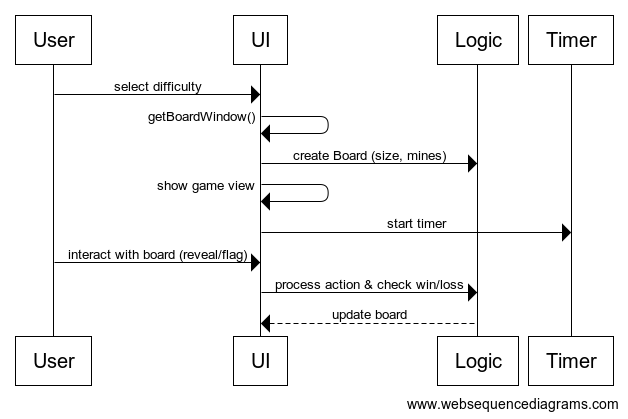 User UI Logic Timer
select difficulty
getBoardWindow()
create Board (size, mines)
show game view
start timer
interact with board (reveal/flag)
process action & check win/loss
update board
User UI Logic Timer
www.websequencediagrams.com